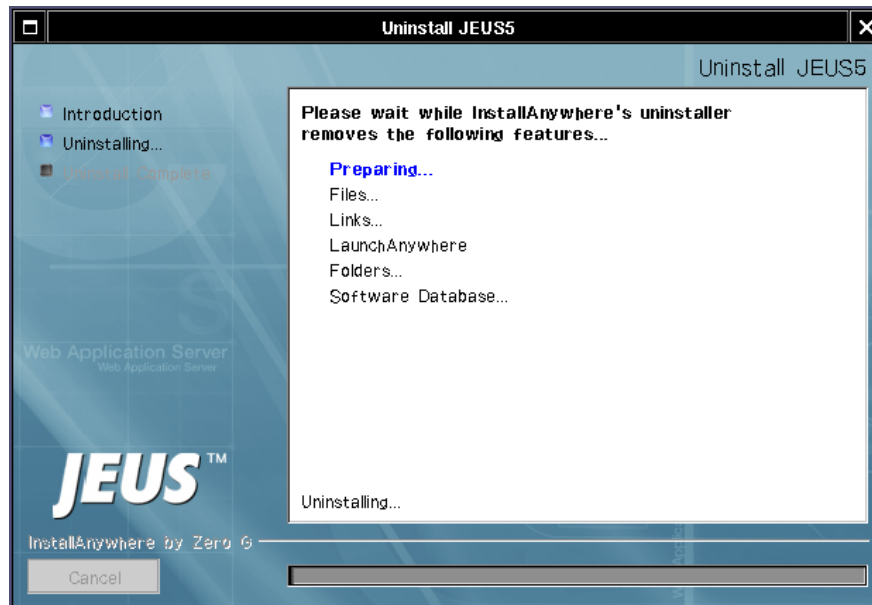 Uninstall JEUS5
Uninstall JEUS5
Introduction
Uninstalling...
Complete
Please wait while InstallAnywhere's uninstaller
removes the following features...
Preparing...
Files...
Links...
LaunchAnywhere
Folders...
Software Database...
S
Web Application Server
Web Application Server
JEUS™
Uninstalling...
InstallAnywhere by Zero G
Cancel